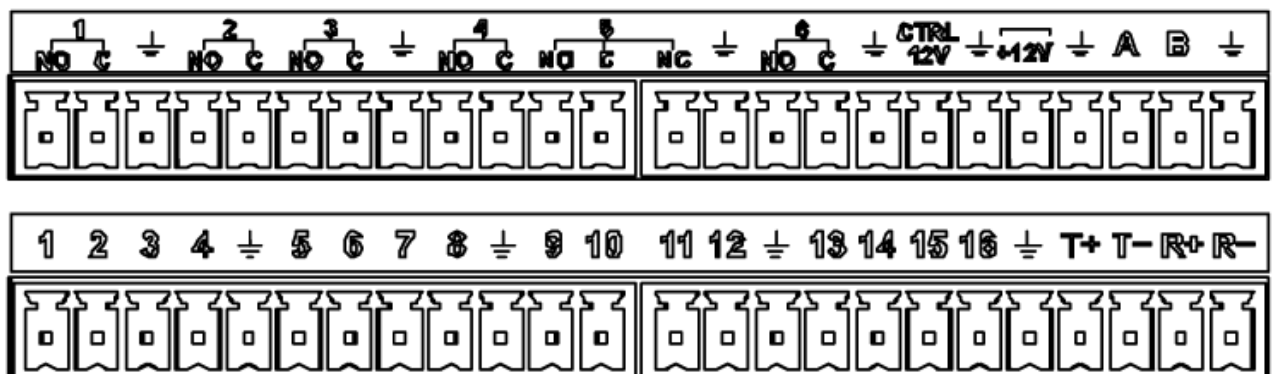 1 2 3 4 5 6
NO C ⏚ NO C NO C ⏚ NO C NO C NC ⏚ NO C ⏚ CTRL 12V ⏚ +12V ⏚ A B ⏚
1 2 3 4 ⏚ 5 6 7 8 ⏚ 9 10 11 12 ⏚ 13 14 15 16 ⏚ T+ T- R+ R-